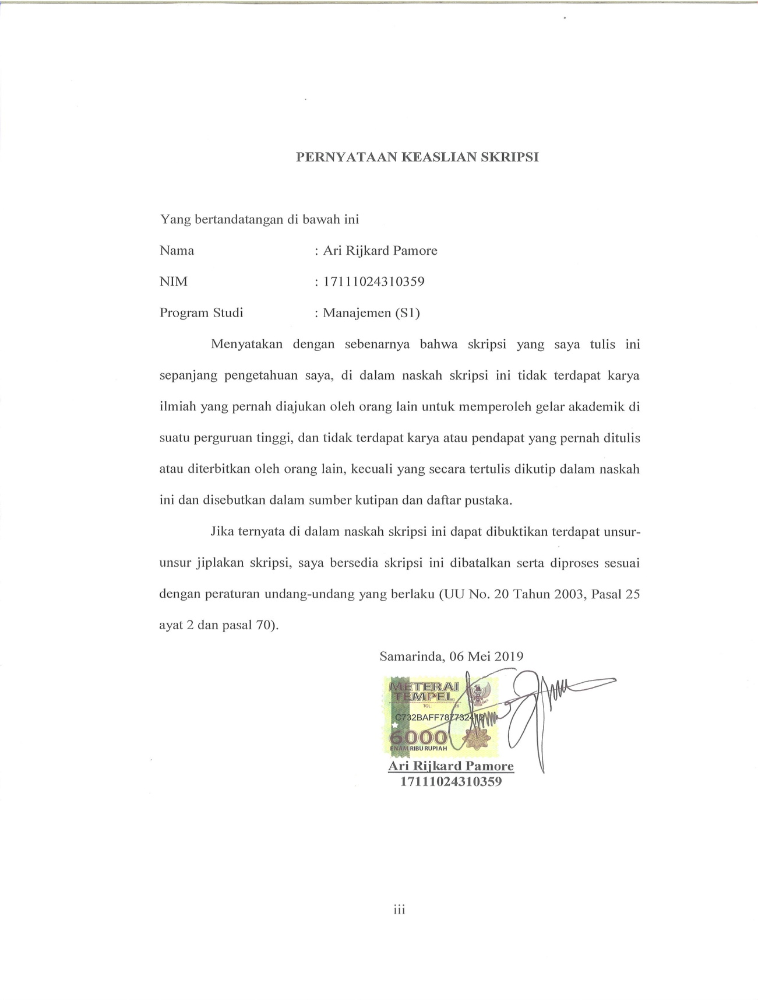 PERNYATAAN KEASLIAN SKRIPSI
Yang bertandatangan di bawah ini
Nama : Ari Rijkard Pamore
NIM : 17111024310359
Program Studi : Manajemen (S1)
Menyatakan dengan sebenarnya bahwa skripsi yang saya tulis ini
sepanjang pengetahuan saya, di dalam naskah skripsi ini tidak terdapat karya
ilmiah yang pernah diajukan oleh orang lain untuk memperoleh gelar akademik di
suatu perguruan tinggi, dan tidak terdapat karya atau pendapat yang pernah ditulis
atau diterbitkan oleh orang lain, kecuali yang secara tertulis dikutip dalam naskah
ini dan disebutkan dalam sumber kutipan dan daftar pustaka.
Jika ternyata di dalam naskah skripsi ini dapat dibuktikan terdapat unsur-
unsur jiplakan skripsi, saya bersedia skripsi ini dibatalkan serta diproses sesuai
dengan peraturan undang-undang yang berlaku (UU No. 20 Tahun 2003, Pasal 25
ayat 2 dan pasal 70).
Samarinda, 06 Mei 2019
METERAI
TEMPEL
TGL. 20
6000
ENAM RIBU RUPIAH
Ari Rijkard Pamore
17111024310359
iii